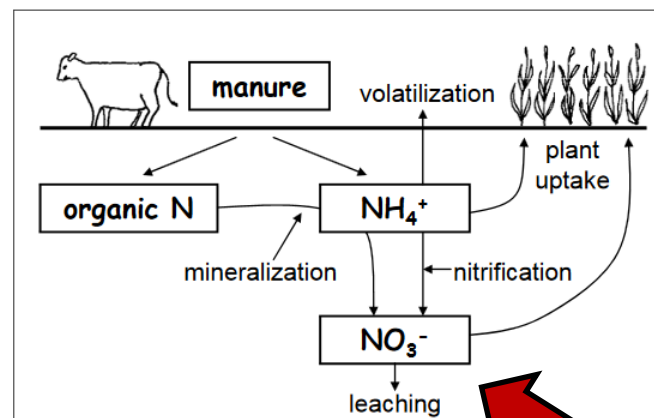 manure
volatilization
plant
uptake
organic N
NH₄⁺
mineralization
nitrification
NO₃⁻
leaching